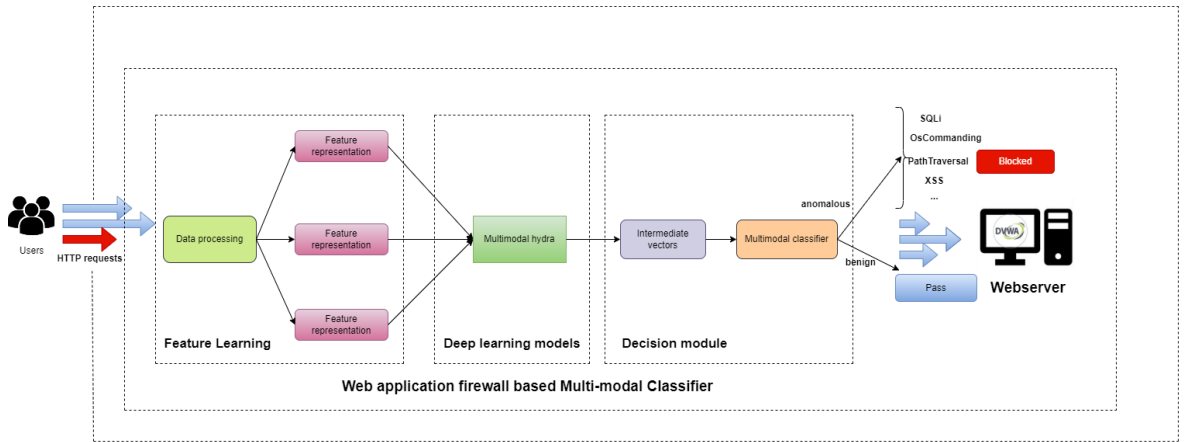 Users
HTTP requests
Data processing
Feature
representation
Feature
representation
Feature
representation
Feature Learning
Multimodal hydra
Deep learning models
Intermediate
vectors
Multimodal classifier
Decision module
anomalous
benign
SQLi
OsCommanding
PathTraversal
XSS
...
Blocked
Pass
DVWA
Webserver
Web application firewall based Multi-modal Classifier